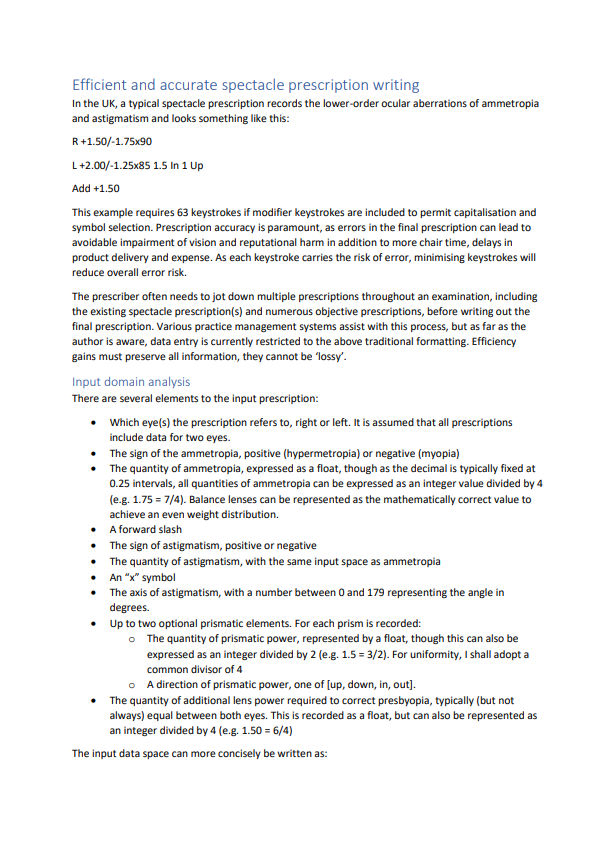 Efficient and accurate spectacle prescription writing
In the UK, a typical spectacle prescription records the lower-order ocular aberrations of ammetropia
and astigmatism and looks something like this:
R +1.50/-1.75x90
L +2.00/-1.25x85 1.5 In 1 Up
Add +1.50
This example requires 63 keystrokes if modifier keystrokes are included to permit capitalisation and
symbol selection. Prescription accuracy is paramount, as errors in the final prescription can lead to
avoidable impairment of vision and reputational harm in addition to more chair time, delays in
product delivery and expense. As each keystroke carries the risk of error, minimising keystrokes will
reduce overall error risk.
The prescriber often needs to jot down multiple prescriptions throughout an examination, including
the existing spectacle prescription(s) and numerous objective prescriptions, before writing out the
final prescription. Various practice management systems assist with this process, but as far as the
author is aware, data entry is currently restricted to the above traditional formatting. Efficiency
gains must preserve all information, they cannot be ‘lossy’.
Input domain analysis
There are several elements to the input prescription:
• Which eye(s) the prescription refers to, right or left. It is assumed that all prescriptions
include data for two eyes.
• The sign of the ammetropia, positive (hypermetropia) or negative (myopia)
• The quantity of ammetropia, expressed as a float, though as the decimal is typically fixed at
0.25 intervals, all quantities of ammetropia can be expressed as an integer value divided by 4
(e.g. 1.75 = 7/4). Balance lenses can be represented as the mathematically correct value to
achieve an even weight distribution.
• A forward slash
• The sign of astigmatism, positive or negative
• The quantity of astigmatism, with the same input space as ammetropia
• An “x” symbol
• The axis of astigmatism, with a number between 0 and 179 representing the angle in
degrees.
• Up to two optional prismatic elements. For each prism is recorded:
o The quantity of prismatic power, represented by a float, though this can also be
expressed as an integer divided by 2 (e.g. 1.5 = 3/2). For uniformity, I shall adopt a
common divisor of 4
o A direction of prismatic power, one of [up, down, in, out].
• The quantity of additional lens power required to correct presbyopia, typically (but not
always) equal between both eyes. This is recorded as a float, but can also be represented as
an integer divided by 4 (e.g. 1.50 = 6/4)
The input data space can more concisely be written as: